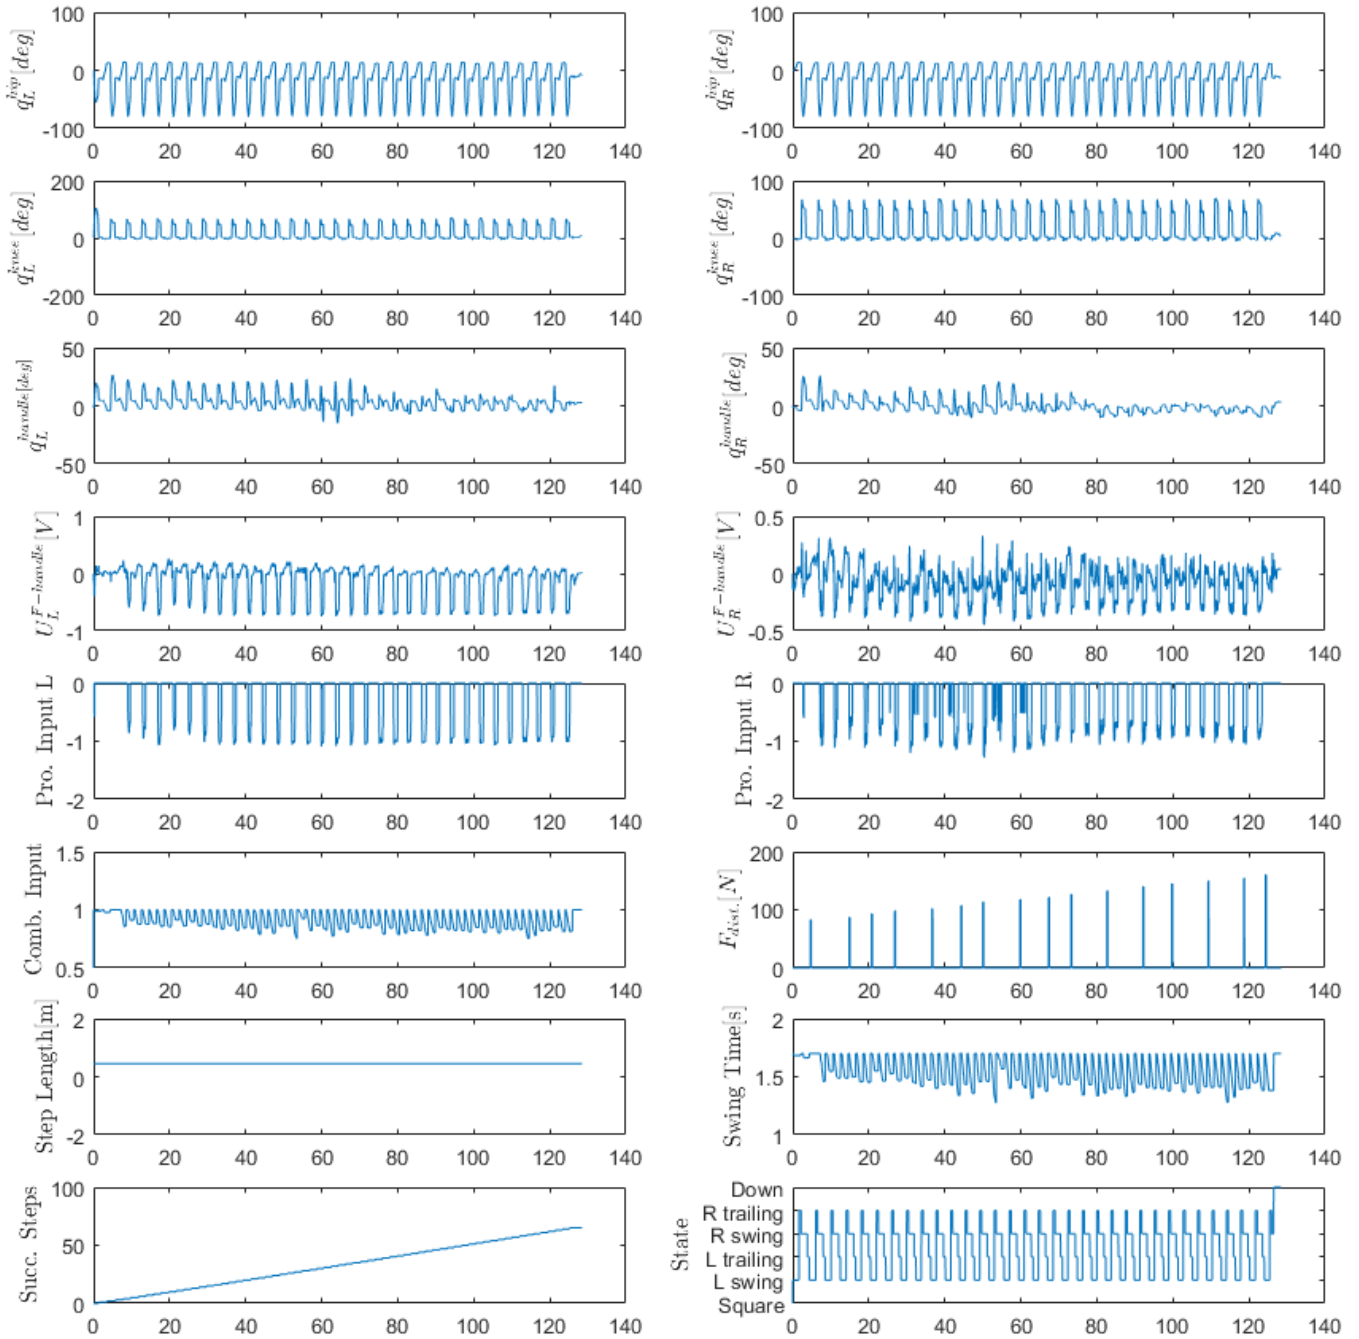 q_L^{hip}[deg]
100
0
-100
0 20 40 60 80 100 120 140
q_R^{hip}[deg]
100
0
-100
0 20 40 60 80 100 120 140
q_L^{knee}[deg]
200
0
-200
0 20 40 60 80 100 120 140
q_R^{knee}[deg]
100
0
-100
0 20 40 60 80 100 120 140
q_L^{handle}[deg]
50
0
-50
0 20 40 60 80 100 120 140
q_R^{handle}[deg]
50
0
-50
0 20 40 60 80 100 120 140
U_L^{F-handle}[V]
1
0
-1
0 20 40 60 80 100 120 140
U_R^{F-handle}[V]
0.5
0
-0.5
0 20 40 60 80 100 120 140
Pro. Input L
0
-1
-2
0 20 40 60 80 100 120 140
Pro. Input R
0
-1
-2
0 20 40 60 80 100 120 140
Comb. Input
1.5
1
0.5
0 20 40 60 80 100 120 140
F_{dist.}[N]
200
100
0
0 20 40 60 80 100 120 140
Step Length[m]
2
0
-2
0 20 40 60 80 100 120 140
Swing Time[s]
2
1.5
1
0 20 40 60 80 100 120 140
Succ. Steps
100
50
0
0 20 40 60 80 100 120 140
State
Down
R trailing
R swing
L trailing
L swing
Square
0 20 40 60 80 100 120 140